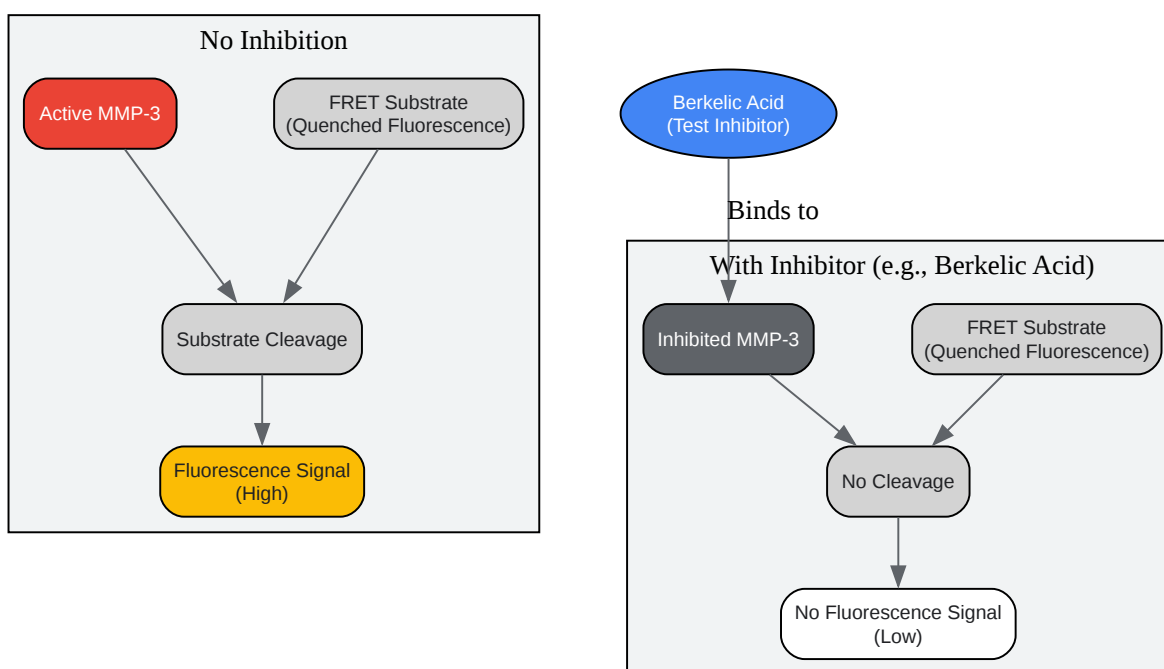 No Inhibition
Active MMP-3
FRET Substrate
(Quenched Fluorescence)
Substrate Cleavage
Fluorescence Signal
(High)
Berkelic Acid
(Test Inhibitor)
Binds to
With Inhibitor (e.g., Berkelic Acid)
Inhibited MMP-3
FRET Substrate
(Quenched Fluorescence)
No Cleavage
No Fluorescence Signal
(Low)